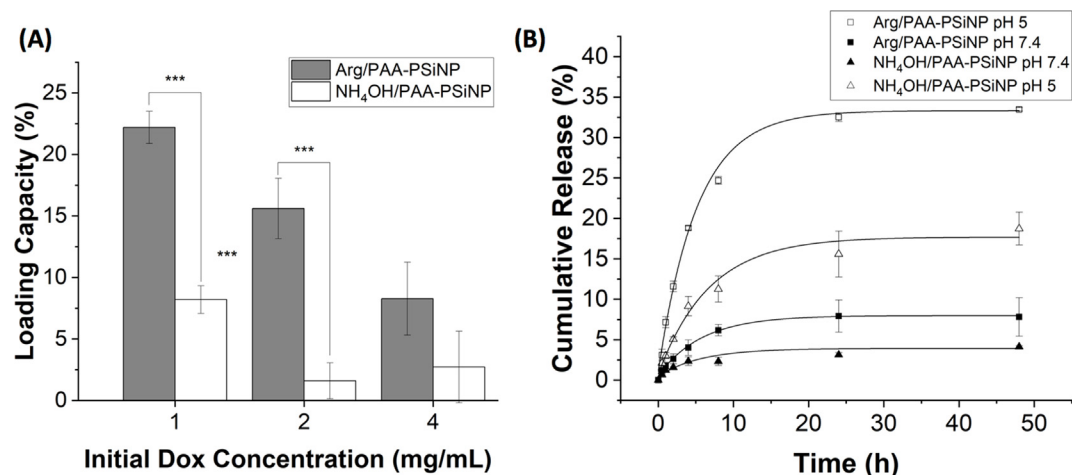 (A)
Loading Capacity (%)
25
20
15
10
5
0
***
***
***
Arg/PAA-PSiNP
NH₄OH/PAA-PSiNP
1
2
4
Initial Dox Concentration (mg/mL)
(B)
Cumulative Release (%)
40
35
30
25
20
15
10
5
0
Arg/PAA-PSiNP pH 5
Arg/PAA-PSiNP pH 7.4
NH₄OH/PAA-PSiNP pH 7.4
NH₄OH/PAA-PSiNP pH 5
0
10
20
30
40
50
Time (h)